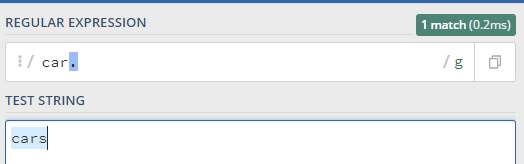 REGULAR EXPRESSION 1 match (0.2ms)
/ car. / g
TEST STRING
cars